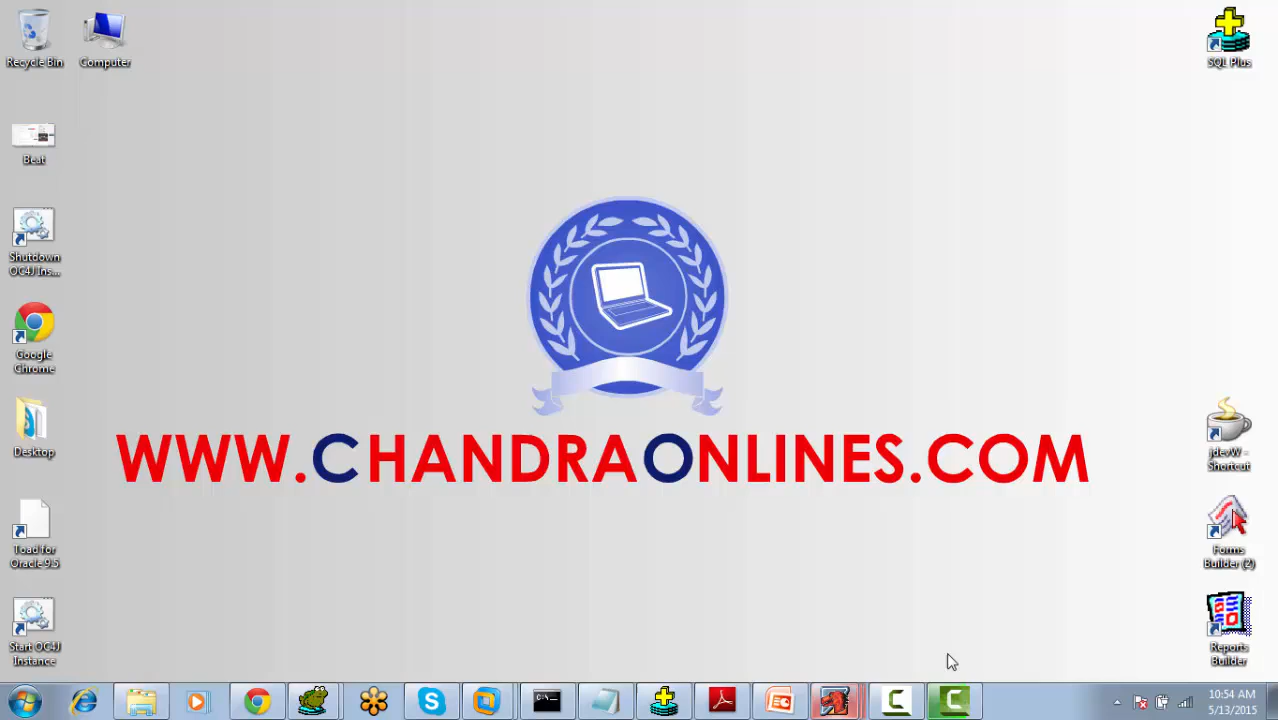 Recycle Bin
Computer
SQL Plus
Beat
Shutdown
OC4J Ins...
Google
Chrome
WWW.CHANDRAONLINES.COM
Desktop
jdevW -
Shortcut
Toad for
Oracle 9.5
Forms
Builder (2)
Start OC4J
Instance
Reports
Builder
10:54 AM
5/13/2015